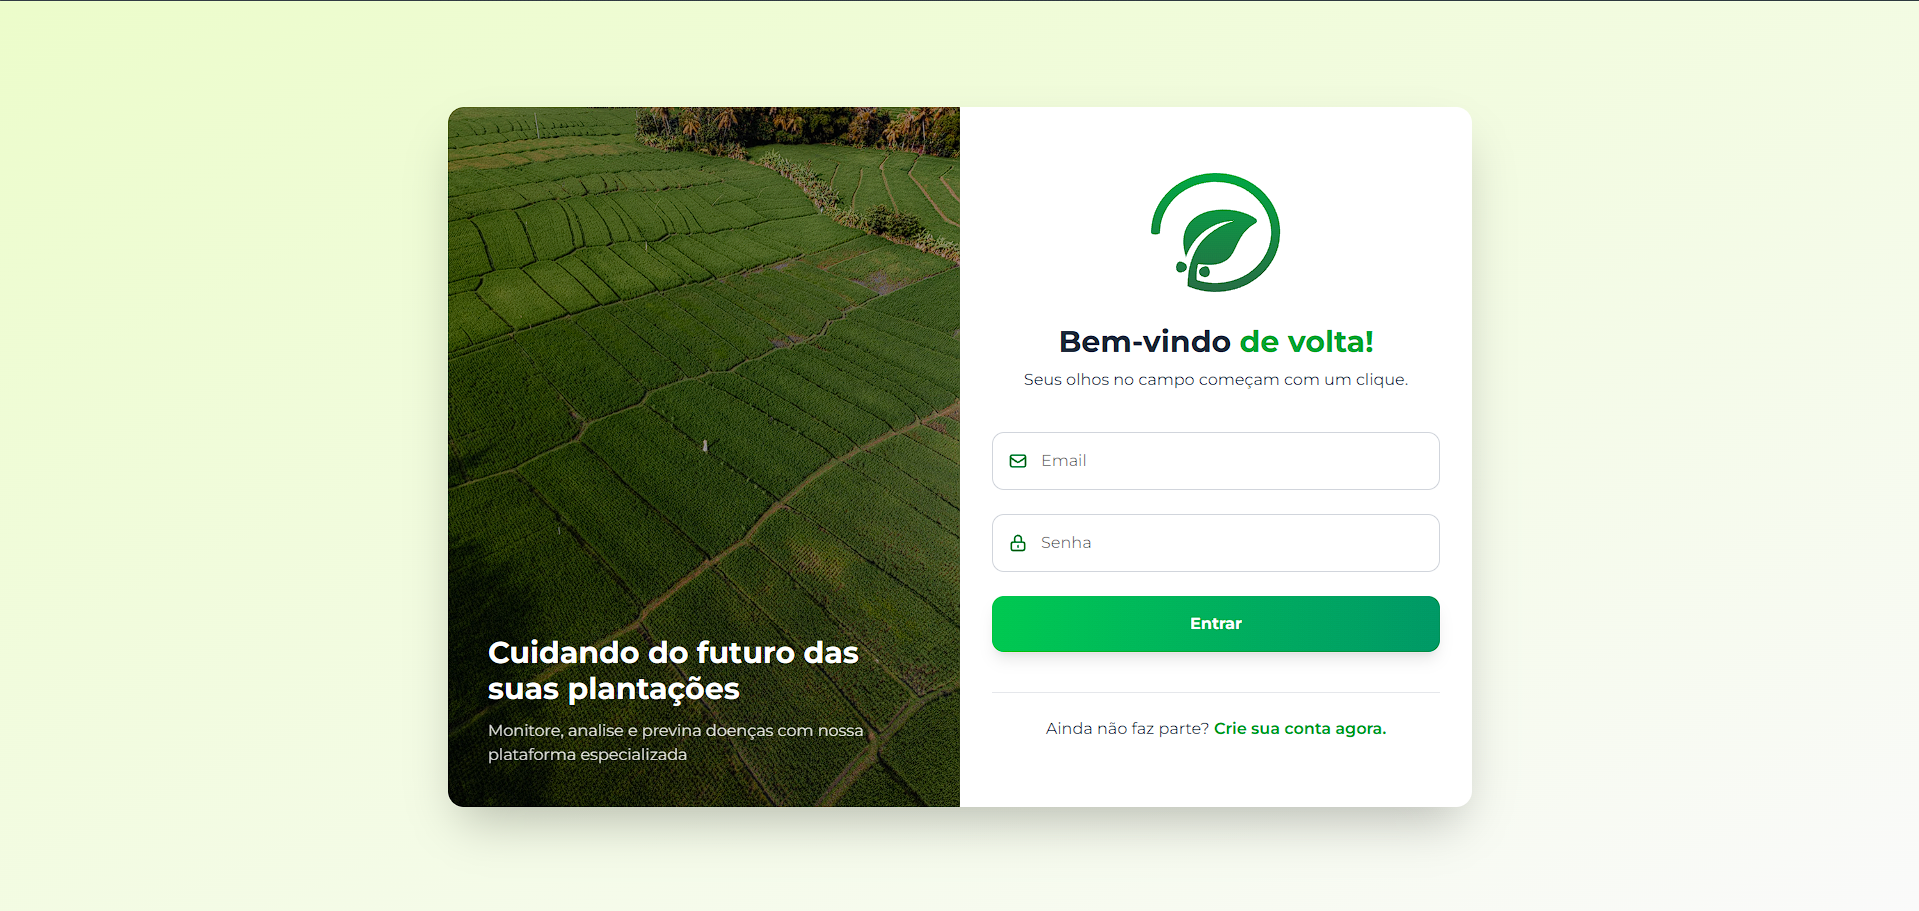 Cuidando do futuro das
suas plantações
Monitore, analise e previna doenças com nossa
plataforma especializada
Bem-vindo de volta!
Seus olhos no campo começam com um clique.
Email
Senha
Entrar
Ainda não faz parte? Crie sua conta agora.